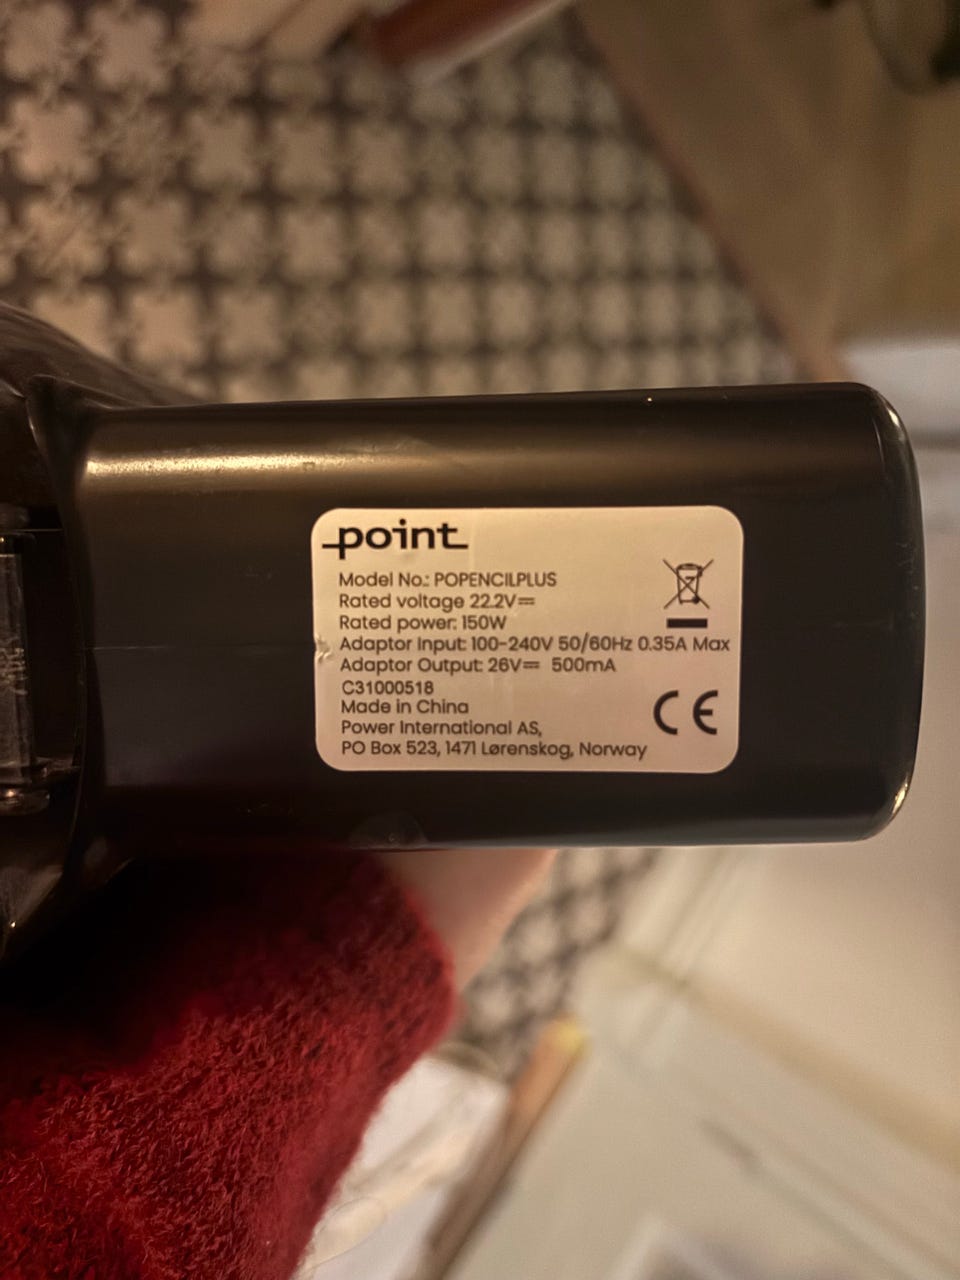 point
Model No.: POPENCILPLUS
Rated voltage 22.2V⎓
Rated power: 150W
Adaptor Input: 100-240V 50/60Hz 0.35A Max
Adaptor Output: 26V⎓ 500mA
C31000518
Made in China
Power International AS,
PO Box 523, 1471 Lørenskog, Norway
CE